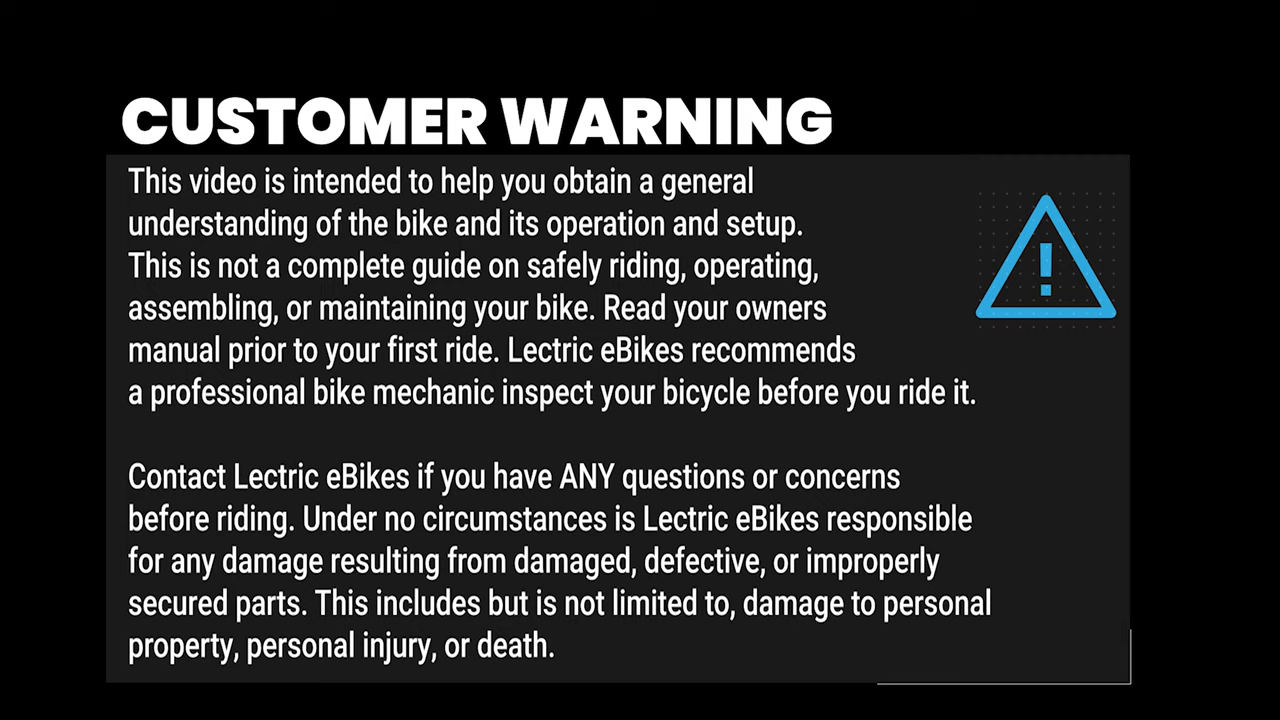 CUSTOMER WARNING
This video is intended to help you obtain a general
understanding of the bike and its operation and setup.
This is not a complete guide on safely riding, operating,
assembling, or maintaining your bike. Read your owners
manual prior to your first ride. Lectric eBikes recommends
a professional bike mechanic inspect your bicycle before you ride it.
Contact Lectric eBikes if you have ANY questions or concerns
before riding. Under no circumstances is Lectric eBikes responsible
for any damage resulting from damaged, defective, or improperly
secured parts. This includes but is not limited to, damage to personal
property, personal injury, or death.